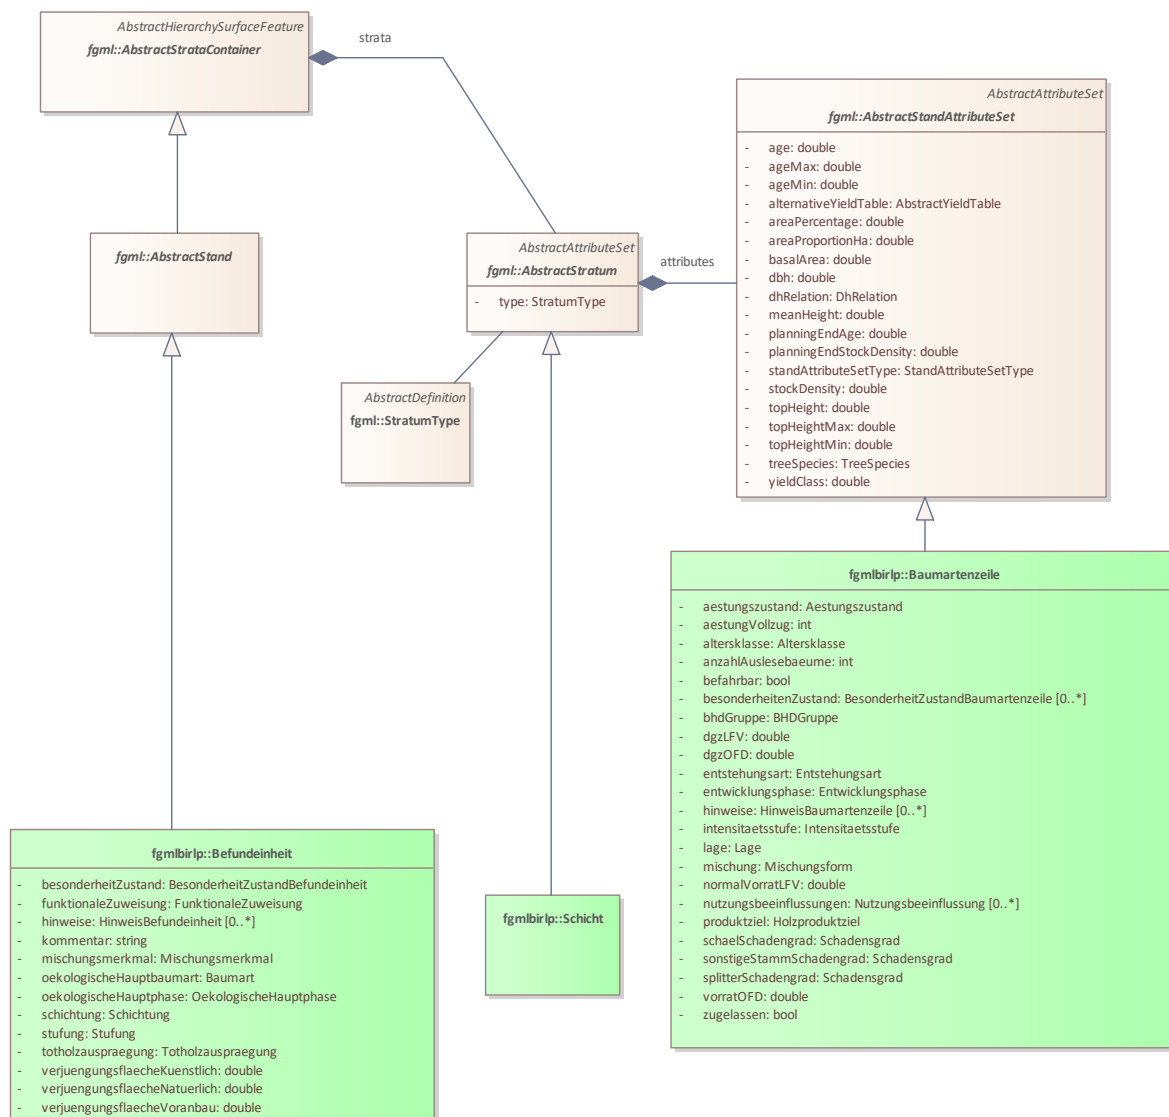 AbstractHierarchySurfaceFeature
fgml::AbstractStrataContainer
strata
AbstractAttributeSet
fgml::AbstractStandAttributeSet
- age: double
- ageMax: double
- ageMin: double
- alternativeYieldTable: AbstractYieldTable
- areaPercentage: double
- areaProportionHa: double
- basalArea: double
- dbh: double
- dhRelation: DhRelation
- meanHeight: double
- planningEndAge: double
- planningEndStockDensity: double
- standAttributeSetType: StandAttributeSetType
- stockDensity: double
- topHeight: double
- topHeightMax: double
- topHeightMin: double
- treeSpecies: TreeSpecies
- yieldClass: double
fgml::AbstractStand
AbstractAttributeSet
fgml::AbstractStratum
- type: StratumType
attributes
AbstractDefinition
fgml::StratumType
fgmlbirlp::Baumartenzeile
- aestungszustand: Aestungszustand
- aestungVollzug: int
- altersklasse: Altersklasse
- anzahlAuslesebaeume: int
- befahrbar: bool
- besonderheitenZustand: BesonderheitZustandBaumartenzeile [0..*]
- bhdGruppe: BHDGruppe
- dgzLFV: double
- dgzOFD: double
- entstehungsart: Entstehungsart
- entwicklungsphase: Entwicklungsphase
- hinweise: HinweisBaumartenzeile [0..*]
- intensitaetsstufe: Intensitaetsstufe
- lage: Lage
- mischung: Mischungsform
- normalVorratLFV: double
- nutzungsbeeinflussungen: Nutzungsbeeinflussung [0..*]
- produktziel: Holzproduktziel
- schaelSchadengrad: Schadensgrad
- sonstigeStammSchadengrad: Schadensgrad
- splitterSchadengrad: Schadensgrad
- vorratOFD: double
- zugelassen: bool
fgmlbirlp::Befundeinheit
- besonderheitZustand: BesonderheitZustandBefundeinheit
- funktionaleZuweisung: FunktionaleZuweisung
- hinweise: HinweisBefundeinheit [0..*]
- kommentar: string
- mischungsmerkmal: Mischungsmerkmal
- oekologischeHauptbaumart: Baumart
- oekologischeHauptphase: OekologischeHauptphase
- schichtung: Schichtung
- stufung: Stufung
- totholzauspraegung: Totholzauspraegung
- verjuengungsflaecheKuenstlich: double
- verjuengungsflaecheNatuerlich: double
- verjuengungsflaecheVoranbau: double
fgmlbirlp::Schicht